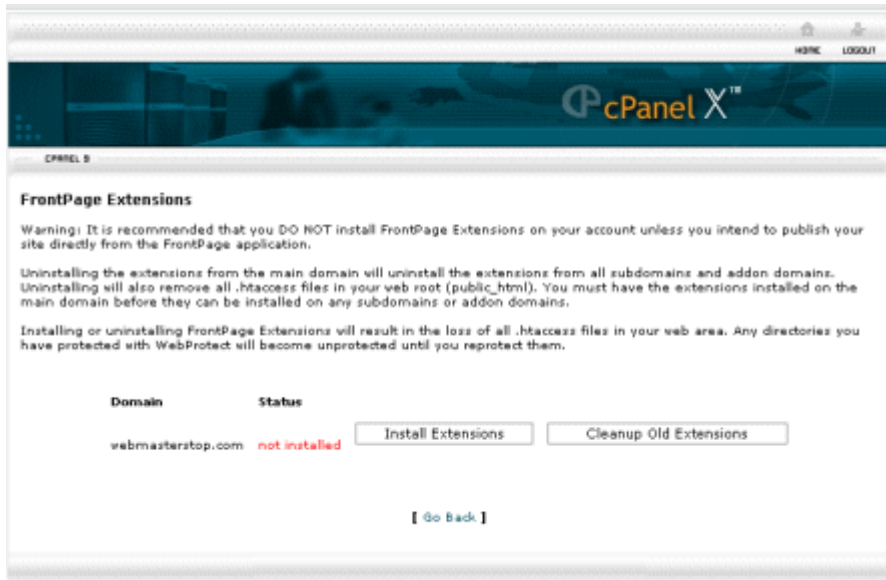 HOME LOGOUT
cPanel X™
CPANEL 9
FrontPage Extensions
Warning: It is recommended that you DO NOT install FrontPage Extensions on your account unless you intend to publish your
site directly from the FrontPage application.
Uninstalling the extensions from the main domain will uninstall the extensions from all subdomains and addon domains.
Uninstalling will also remove all .htaccess files in your web root (public_html). You must have the extensions installed on the
main domain before they can be installed on any subdomains or addon domains.
Installing or uninstalling FrontPage Extensions will result in the loss of all .htaccess files in your web area. Any directories you
have protected with WebProtect will become unprotected until you reprotect them.
Domain Status
webmasterstop.com not installed Install Extensions Cleanup Old Extensions
[ Go Back ]